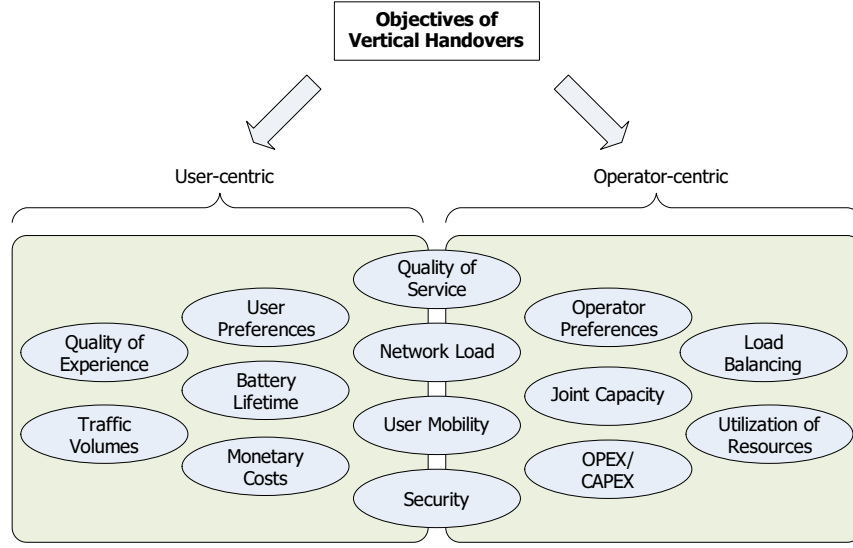 Objectives of
Vertical Handovers
User-centric
Operator-centric
Quality of
Service
User
Preferences
Operator
Preferences
Quality of
Experience
Network Load
Load
Balancing
Battery
Lifetime
Joint Capacity
Traffic
Volumes
User Mobility
Utilization of
Resources
Monetary
Costs
OPEX/
CAPEX
Security